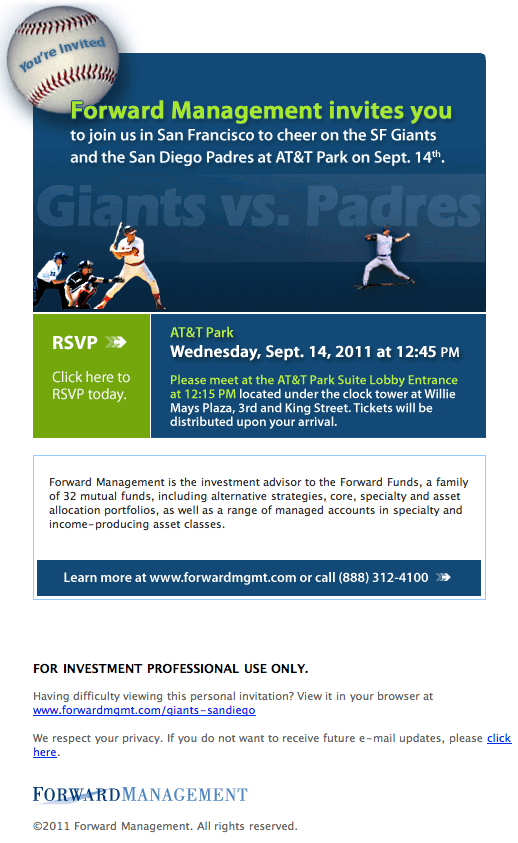 You're Invited
Forward Management invites you
to join us in San Francisco to cheer on the SF Giants
and the San Diego Padres at AT&T Park on Sept. 14th.
Giants vs. Padres
RSVP
Click here to
RSVP today.
AT&T Park
Wednesday, Sept. 14, 2011 at 12:45 PM
Please meet at the AT&T Park Suite Lobby Entrance
at 12:15 PM located under the clock tower at Willie
Mays Plaza, 3rd and King Street. Tickets will be
distributed upon your arrival.
Forward Management is the investment advisor to the Forward Funds, a family
of 32 mutual funds, including alternative strategies, core, specialty and asset
allocation portfolios, as well as a range of managed accounts in specialty and
income-producing asset classes.
Learn more at www.forwardmgmt.com or call (888) 312-4100
FOR INVESTMENT PROFESSIONAL USE ONLY.
Having difficulty viewing this personal invitation? View it in your browser at
www.forwardmgmt.com/giants-sandiego
We respect your privacy. If you do not want to receive future e-mail updates, please click
here.
FORWARDMANAGEMENT
©2011 Forward Management. All rights reserved.